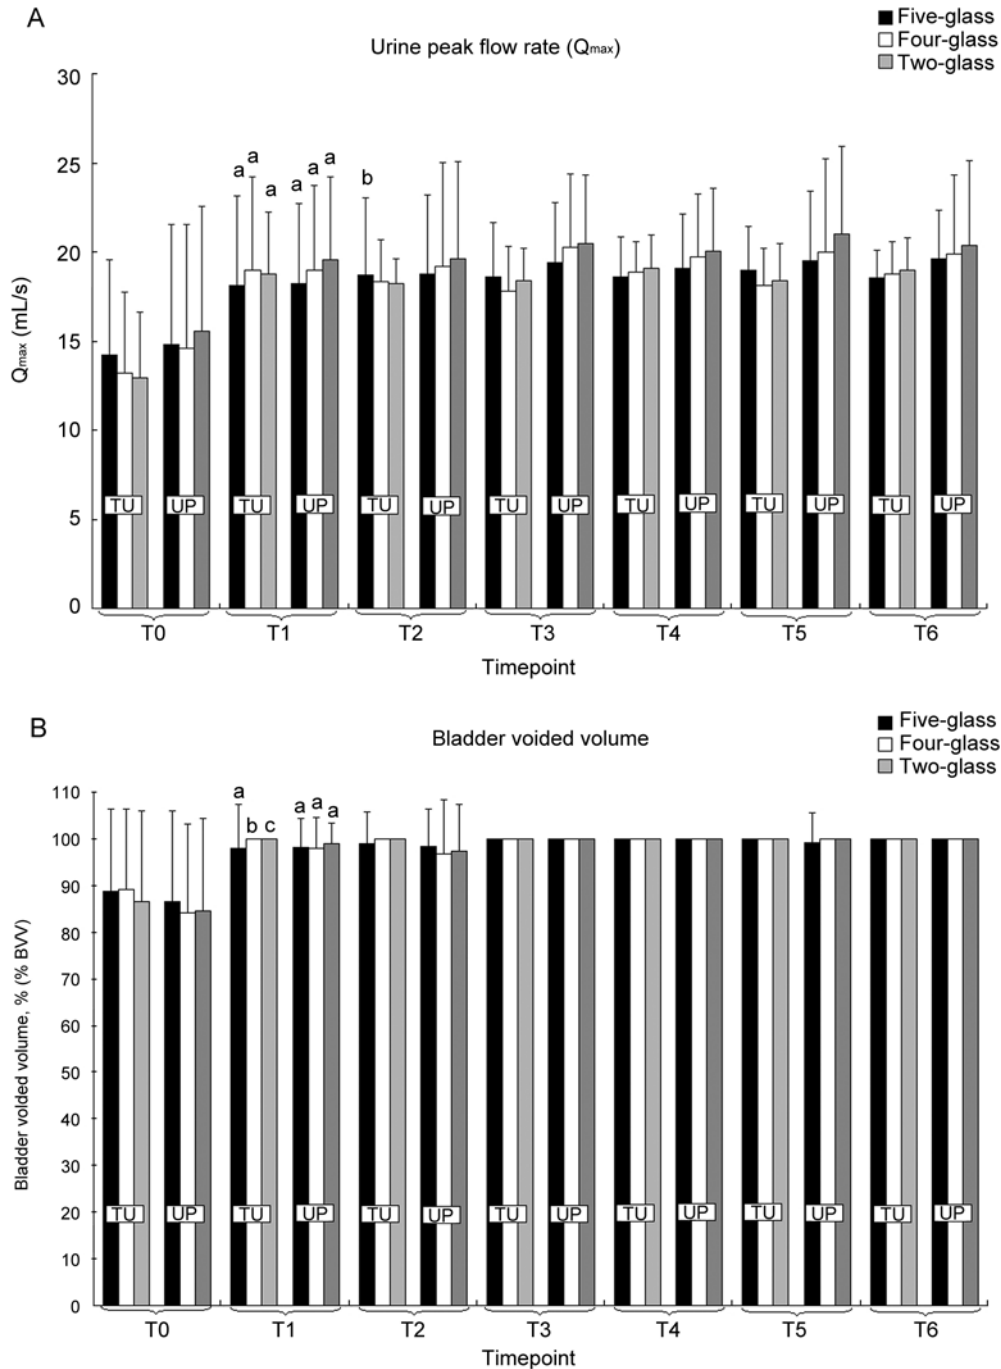 A
Urine peak flow rate (Qmax)
Five-glass
Four-glass
Two-glass
Qmax (mL/s)
30
25
20
15
10
5
0
a a a a a a b
TU UP TU UP TU UP TU UP TU UP TU UP TU UP
T0 T1 T2 T3 T4 T5 T6
Timepoint
B
Bladder voided volume
Five-glass
Four-glass
Two-glass
Bladder volded volume, % (% BVV)
110
100
90
80
70
60
50
40
30
20
10
0
a b c a a a
TU UP TU UP TU UP TU UP TU UP TU UP TU UP
T0 T1 T2 T3 T4 T5 T6
Timepoint